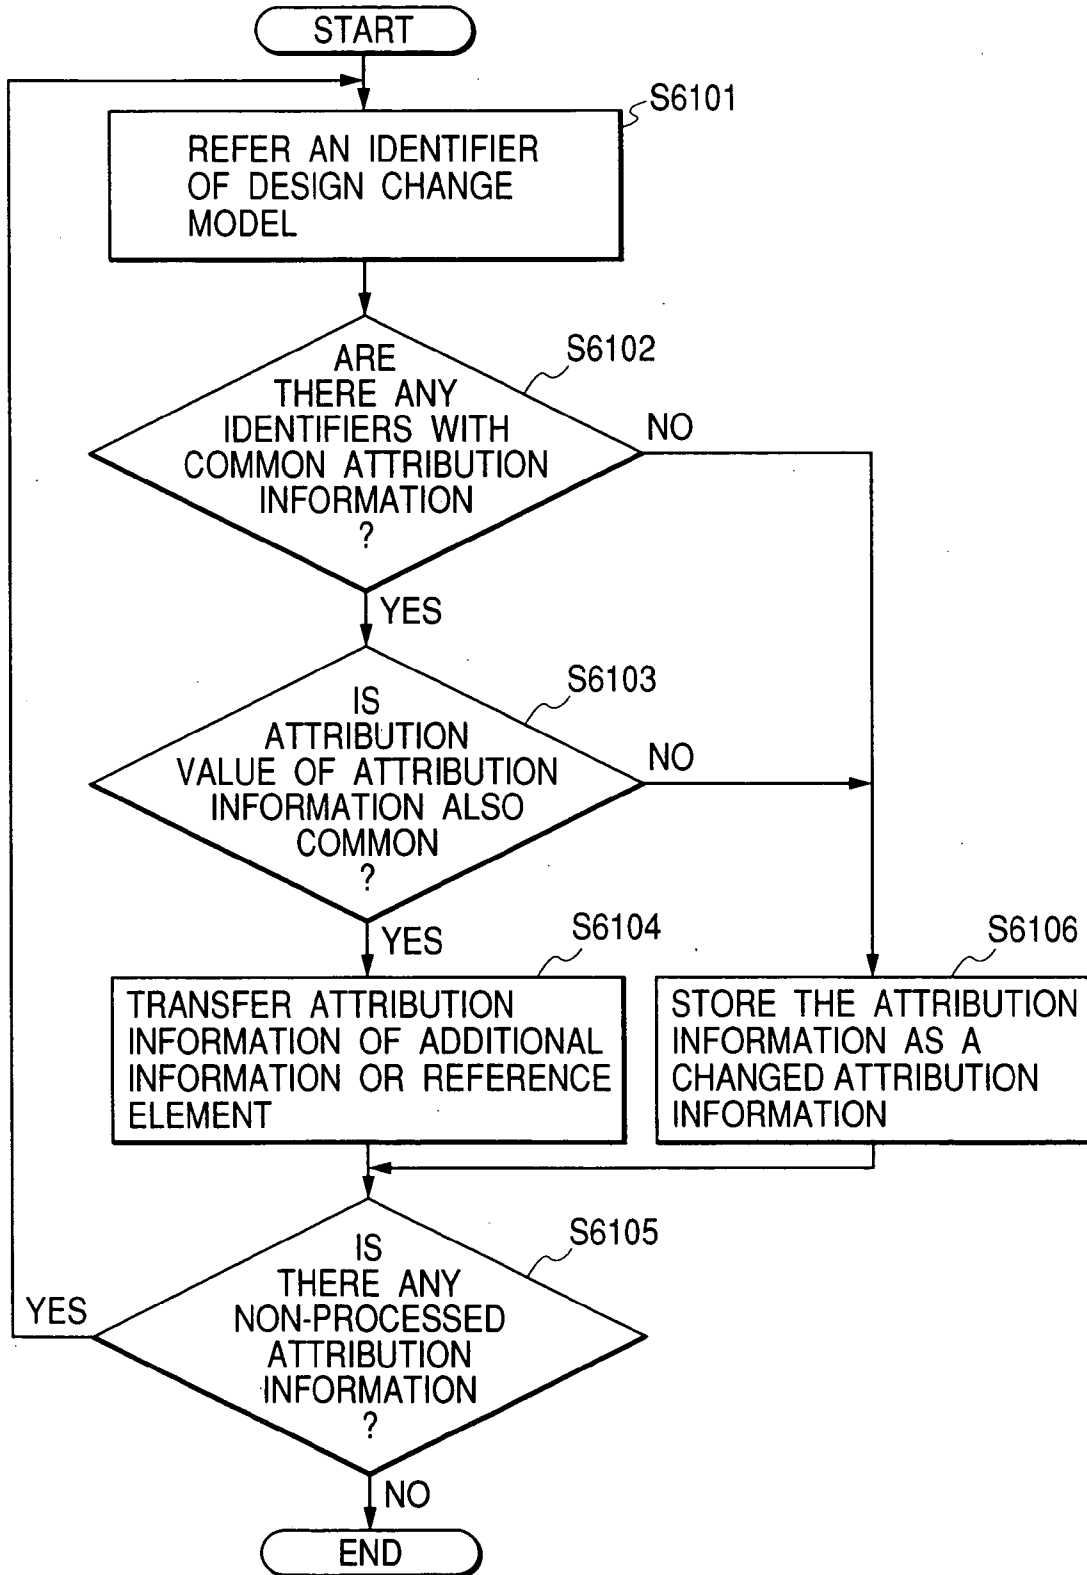 START
S6101
REFER AN IDENTIFIER
OF DESIGN CHANGE
MODEL
S6102
ARE
THERE ANY
IDENTIFIERS WITH
COMMON ATTRIBUTION
INFORMATION
?
NO
YES
S6103
IS
ATTRIBUTION
VALUE OF ATTRIBUTION
INFORMATION ALSO
COMMON
?
NO
YES
S6104
TRANSFER ATTRIBUTION
INFORMATION OF ADDITIONAL
INFORMATION OR REFERENCE
ELEMENT
S6106
STORE THE ATTRIBUTION
INFORMATION AS A
CHANGED ATTRIBUTION
INFORMATION
S6105
IS
THERE ANY
NON-PROCESSED
ATTRIBUTION
INFORMATION
?
YES
NO
END